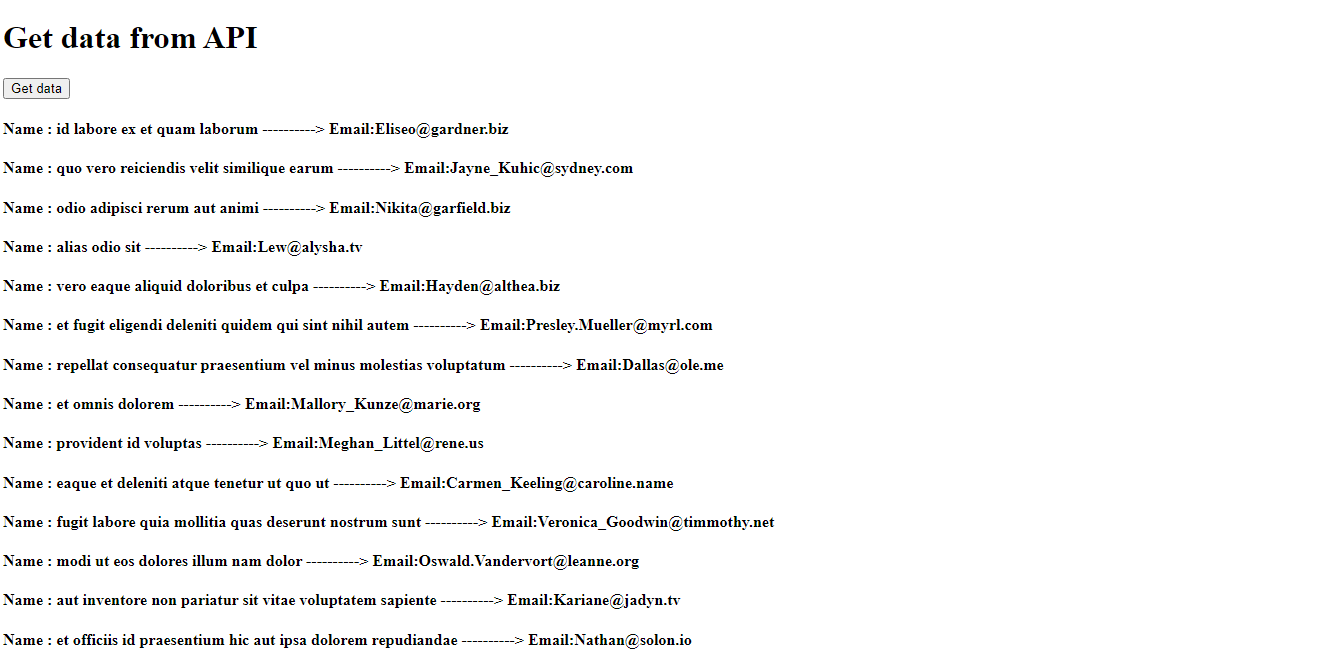 Get data from API
Get data
Name : id labore ex et quam laborum ----------> Email:Eliseo@gardner.biz
Name : quo vero reiciendis velit similique earum ----------> Email:Jayne_Kuhic@sydney.com
Name : odio adipisci rerum aut animi ----------> Email:Nikita@garfield.biz
Name : alias odio sit ----------> Email:Lew@alysha.tv
Name : vero eaque aliquid doloribus et culpa ----------> Email:Hayden@althea.biz
Name : et fugit eligendi deleniti quidem qui sint nihil autem ----------> Email:Presley.Mueller@myrl.com
Name : repellat consequatur praesentium vel minus molestias voluptatum ----------> Email:Dallas@ole.me
Name : et omnis dolorem ----------> Email:Mallory_Kunze@marie.org
Name : provident id voluptas ----------> Email:Meghan_Littel@rene.us
Name : eaque et deleniti atque tenetur ut quo ut ----------> Email:Carmen_Keeling@caroline.name
Name : fugit labore quia mollitia quas deserunt nostrum sunt ----------> Email:Veronica_Goodwin@timmothy.net
Name : modi ut eos dolores illum nam dolor ----------> Email:Oswald.Vandervort@leanne.org
Name : aut inventore non pariatur sit vitae voluptatem sapiente ----------> Email:Kariane@jadyn.tv
Name : et officiis id praesentium hic aut ipsa dolorem repudiandae ----------> Email:Nathan@solon.io